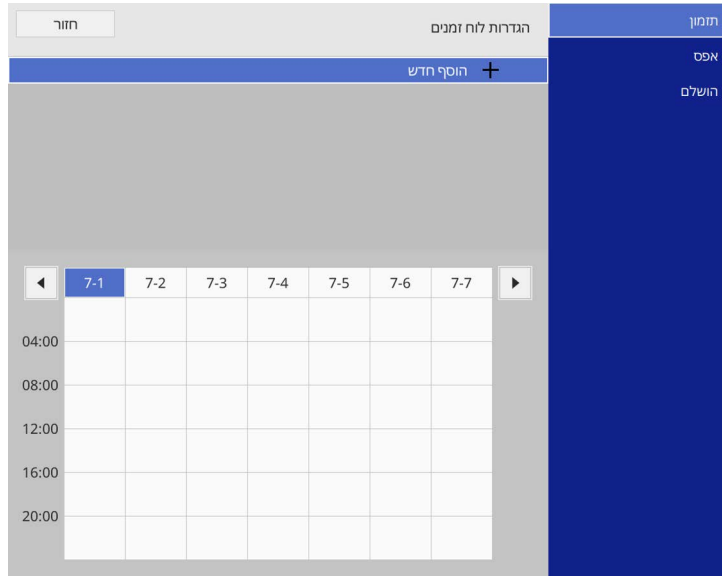 תזמון
אפס
הושלם
הגדרות לוח זמנים
חזור
הוסף חדש
7-1 7-2 7-3 7-4 7-5 7-6 7-7
04:00
08:00
12:00
16:00
20:00